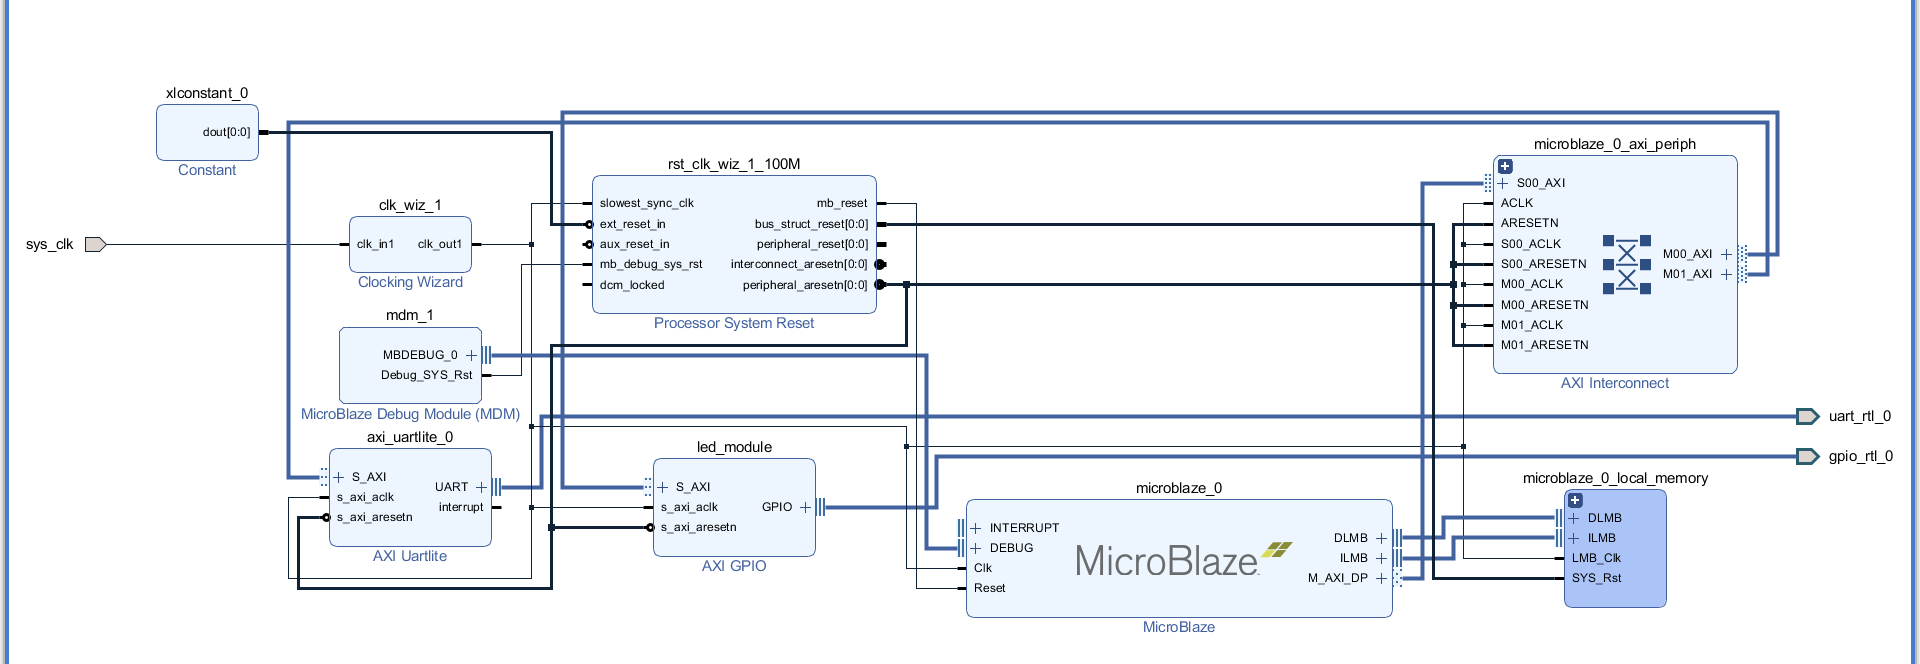 xlconstant_0
dout[0:0]
Constant
sys_clk
clk_wiz_1
clk_in1
clk_out1
Clocking Wizard
mdm_1
MBDEBUG_0
Debug_SYS_Rst
MicroBlaze Debug Module (MDM)
axi_uartlite_0
S_AXI
s_axi_aclk
s_axi_aresetn
UART
interrupt
AXI Uartlite
rst_clk_wiz_1_100M
slowest_sync_clk
ext_reset_in
aux_reset_in
mb_debug_sys_rst
dcm_locked
mb_reset
bus_struct_reset[0:0]
peripheral_reset[0:0]
interconnect_aresetn[0:0]
peripheral_aresetn[0:0]
Processor System Reset
led_module
S_AXI
s_axi_aclk
s_axi_aresetn
GPIO
AXI GPIO
microblaze_0
INTERRUPT
DEBUG
Clk
Reset
MicroBlaze
DLMB
ILMB
M_AXI_DP
MicroBlaze
microblaze_0_axi_periph
S00_AXI
ACLK
ARESETN
S00_ACLK
S00_ARESETN
M00_ACLK
M00_ARESETN
M01_ACLK
M01_ARESETN
M00_AXI
M01_AXI
AXI Interconnect
uart_rtl_0
gpio_rtl_0
microblaze_0_local_memory
DLMB
ILMB
LMB_Clk
SYS_Rst